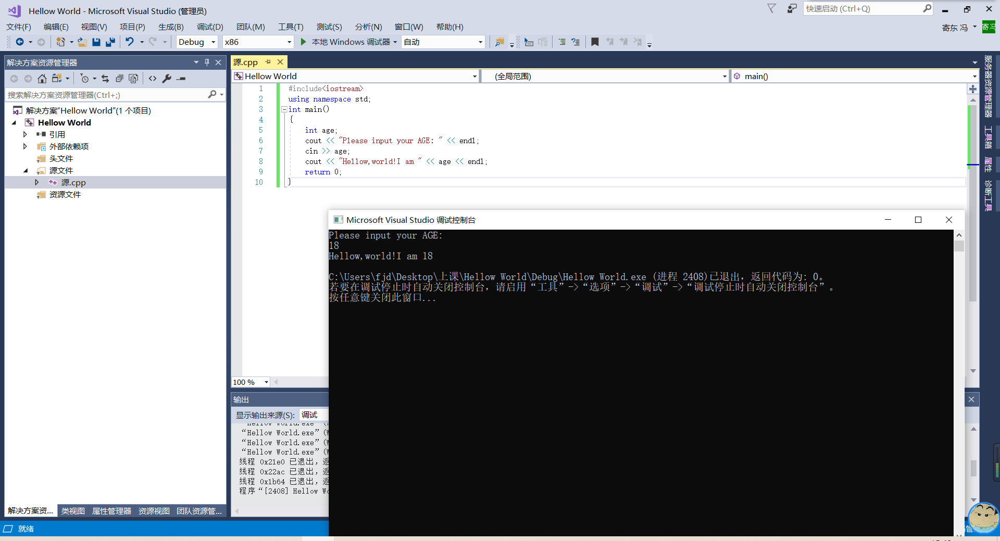 Hellow World - Microsoft Visual Studio (管理员)
快速启动 (Ctrl+Q)
文件(F) 编辑(E) 视图(V) 项目(P) 生成(B) 调试(D) 团队(M) 工具(T) 测试(S) 分析(N) 窗口(W) 帮助(H)
寄东 冯
寄冯
Debug x86 本地 Windows 调试器 自动
解决方案资源管理器
搜索解决方案资源管理器(Ctrl+;)
解决方案“Hellow World”(1 个项目)
Hellow World
引用
外部依赖项
头文件
源文件
源.cpp
资源文件
解决方案资... 类视图 属性管理器 资源视图 团队资源管...
源.cpp
Hellow World (全局范围) main()
1 #include<iostream>
2 using namespace std;
3 int main()
4 {
5 int age;
6 cout << "Please input your AGE: " << endl;
7 cin >> age;
8 cout << "Hellow,world!I am " << age << endl;
9 return 0;
10 }
100 %
服务器资源管理器
工具箱
属性
诊断工具
Microsoft Visual Studio 调试控制台
Please input your AGE:
18
Hellow,world!I am 18
C:\Users\fjd\Desktop\上课\Hellow World\Debug\Hellow World.exe (进程 2408)已退出，返回代码为: 0。
若要在调试停止时自动关闭控制台，请启用“工具”->“选项”->“调试”->“调试停止时自动关闭控制台”。
按任意键关闭此窗口...
输出
显示输出来源(S): 调试
“Hellow World.exe”(
“Hellow World.exe”(
“Hellow World.exe”(
线程 0x21e0 已退出，返
线程 0x22ac 已退出，返
线程 0x1b64 已退出，返
程序“[2408] Hellow Wo
就绪